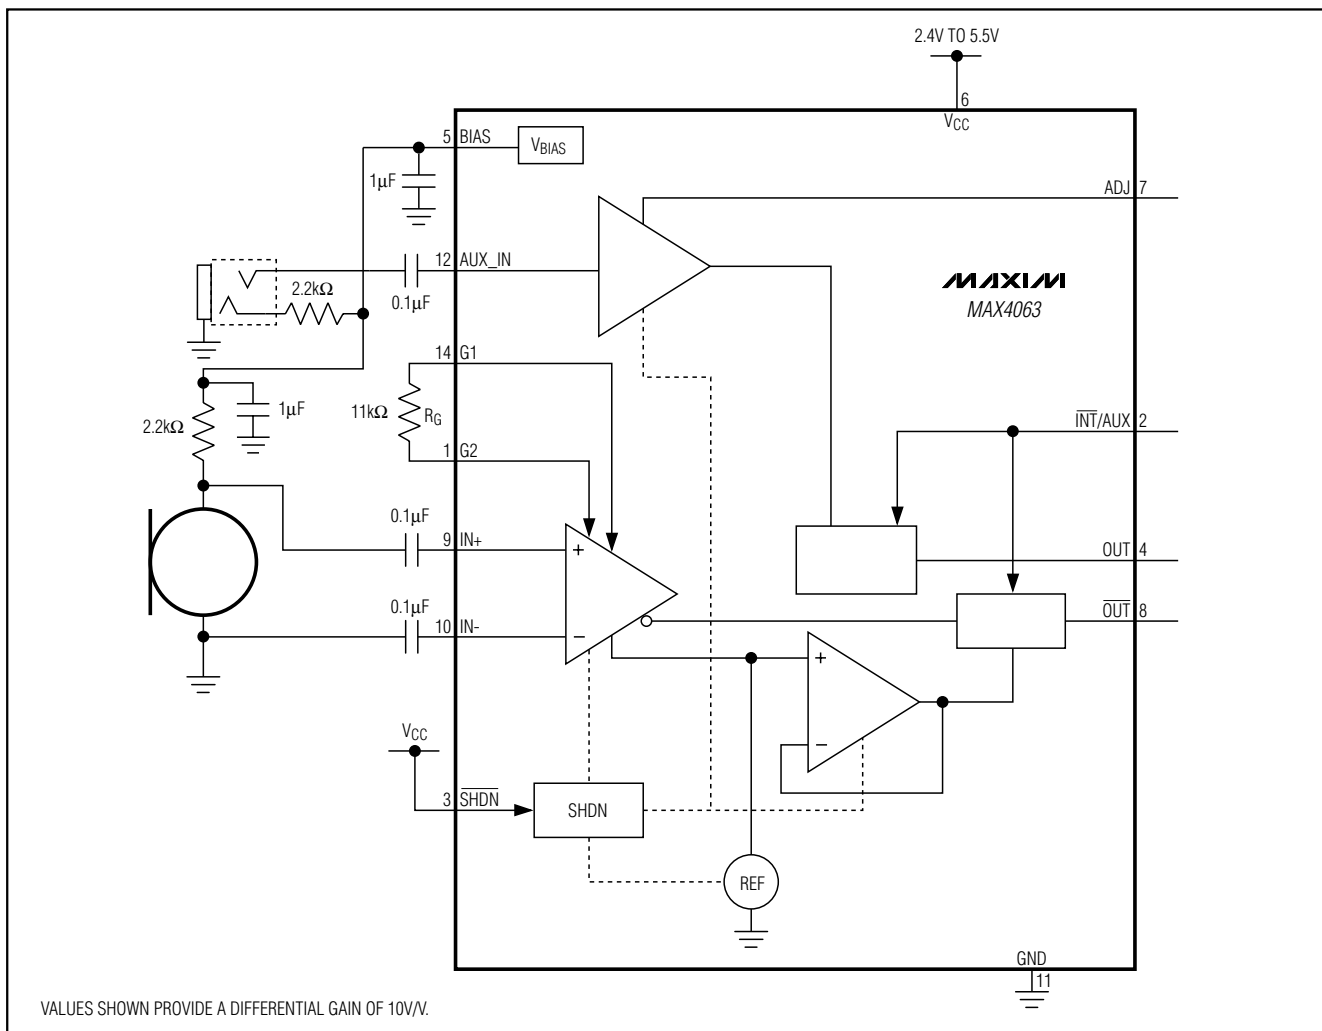 2.4V TO 5.5V
6
VCC
5 BIAS
VBIAS
1µF
ADJ 7
12 AUX_IN
0.1µF
2.2kΩ
MAXIM
MAX4063
14 G1
11kΩ RG
1 G2
1µF
2.2kΩ
INT/AUX 2
0.1µF
9 IN+
+
OUT 4
0.1µF
10 IN-
−
OUT 8
+
−
VCC
3 SHDN
SHDN
REF
GND
11
VALUES SHOWN PROVIDE A DIFFERENTIAL GAIN OF 10V/V.